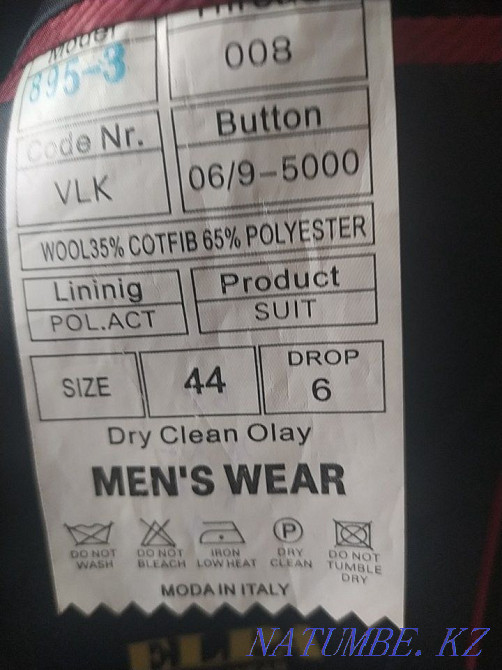 Model
895-3
008
Code Nr.
Button
VLK
06/9-5000
WOOL35% COTFIB 65% POLYESTER
Lininig
Product
POL.ACT
SUIT
SIZE
44
DROP
6
Dry Clean Olay
MEN'S WEAR
DO NOT
WASH
DO NOT
BLEACH
IRON
LOW HEAT
DRY
CLEAN
DO NOT
TUMBLE
DRY
MODA IN ITALY
NATUMBE.KZ